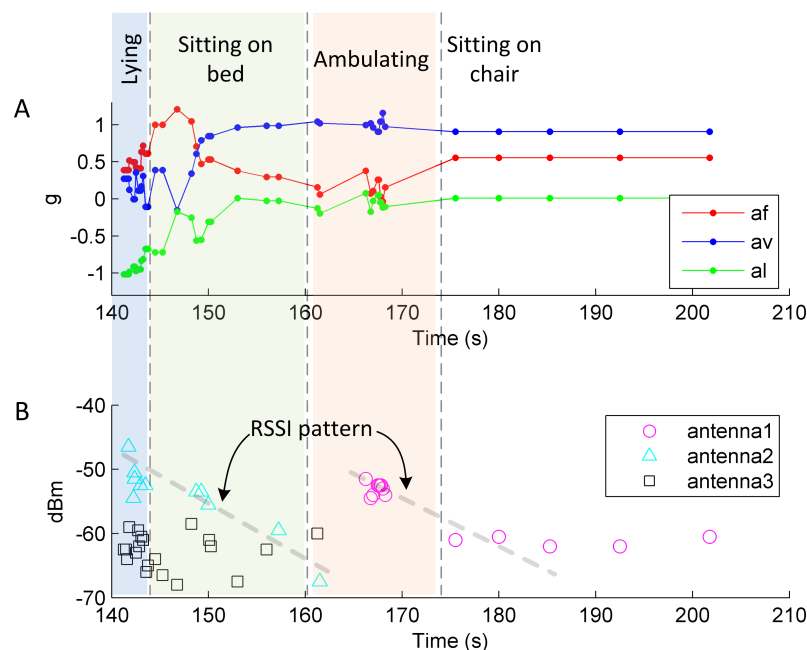 Lying
Sitting on
bed
Ambulating
Sitting on
chair
A
g
1
0.5
0
-0.5
-1
af
av
al
140 150 160 170 180 190 200 210
Time (s)
B
dBm
-40
-50
-60
-70
RSSI pattern
antenna1
antenna2
antenna3
140 150 160 170 180 190 200 210
Time (s)